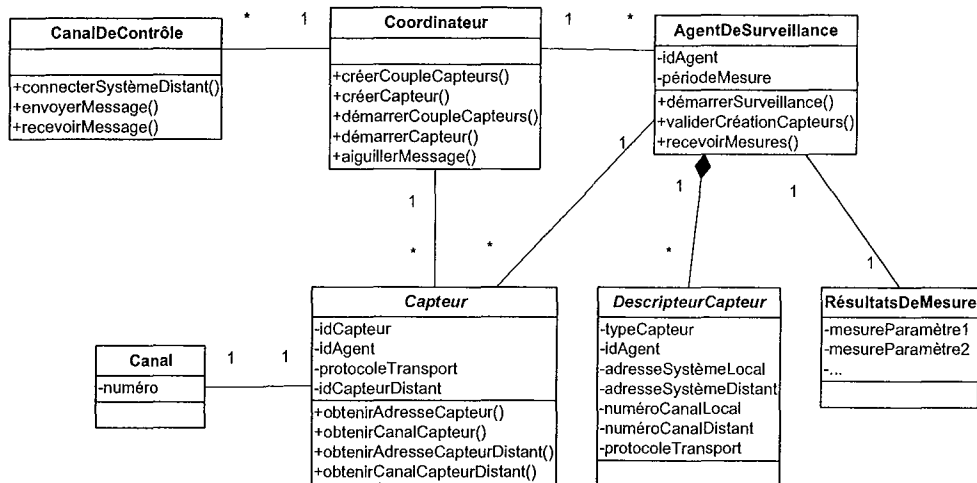 * 1
CanalDeContrôle
+connecterSystèmeDistant()
+envoyerMessage()
+recevoirMessage()
Coordinateur
+créerCoupleCapteurs()
+créerCapteur()
+démarrerCoupleCapteurs()
+démarrerCapteur()
+aiguillerMessage()
1 *
AgentDeSurveillance
-idAgent
-périodeMesure
+démarrerSurveillance()
+validerCréationCapteurs()
+recevoirMesures()
1
*
1
*
1
*
1
1
Capteur
-idCapteur
-idAgent
-protocoleTransport
-idCapteurDistant
+obtenirAdresseCapteur()
+obtenirCanalCapteur()
+obtenirAdresseCapteurDistant()
+obtenirCanalCapteurDistant()
DescripteurCapteur
-typeCapteur
-idAgent
-adresseSystèmeLocal
-adresseSystèmeDistant
-numéroCanalLocal
-numéroCanalDistant
-protocoleTransport
RésultatsDeMesure
-mesureParamètre1
-mesureParamètre2
-...
Canal
-numéro
1 1